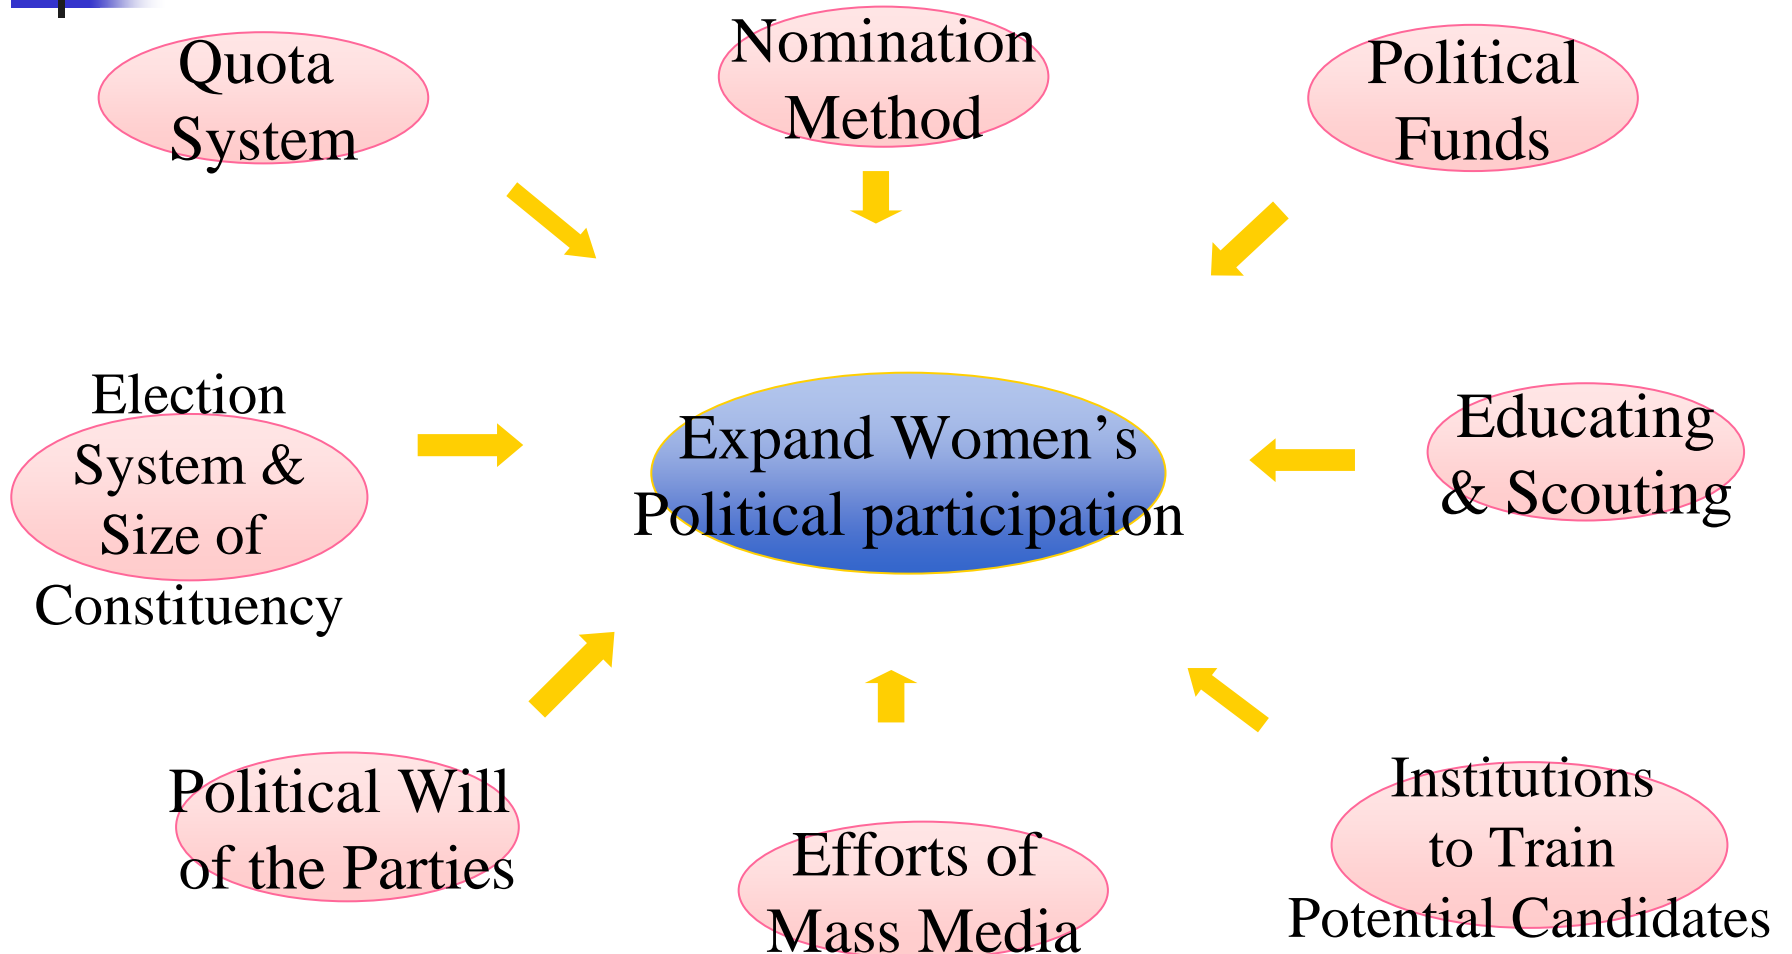 Quota
System
Nomination
Method
Political
Funds
Election
System &
Size of
Constituency
Expand Women’s
Political participation
Educating
& Scouting
Political Will
of the Parties
Efforts of
Mass Media
Institutions
to Train
Potential Candidates